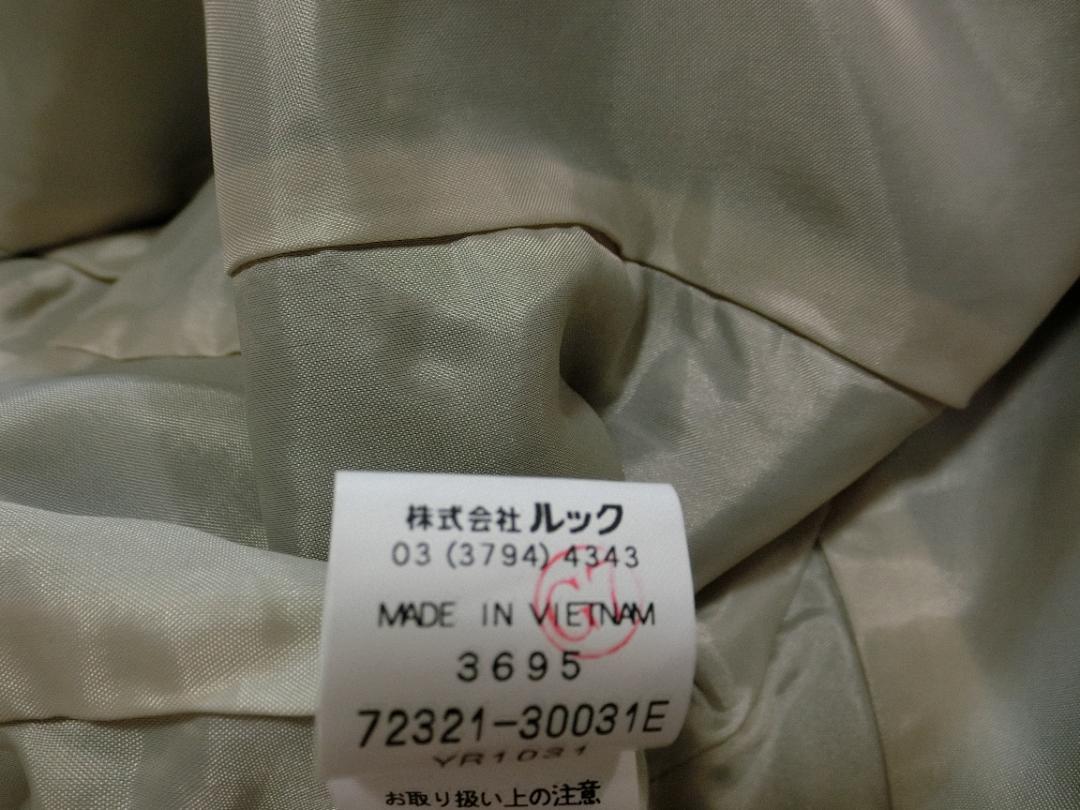 株式会社 ルック
03 (3794) 4343
G7
MADE IN VIETNAM
3695
72321-30031E
YR1031
お取り扱い上の注意